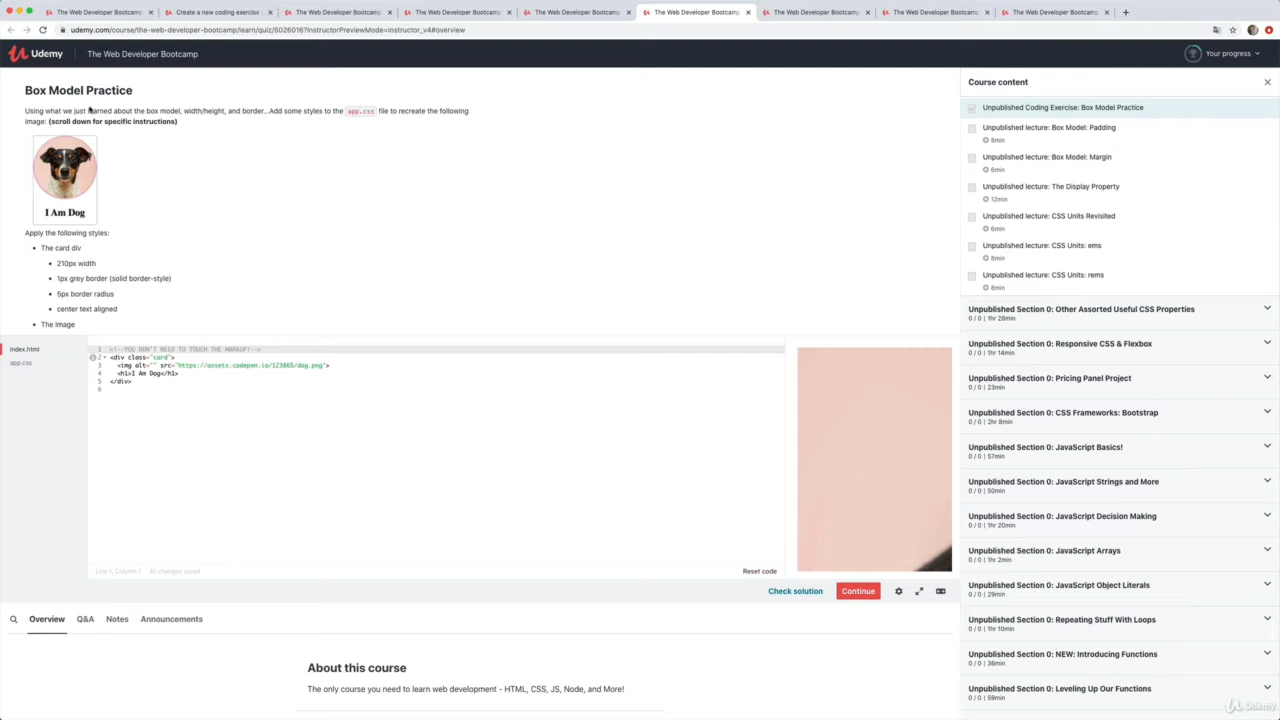 The Web Developer Bootcamp
Create a new coding exercise
The Web Developer Bootcamp
The Web Developer Bootcamp
The Web Developer Bootcamp
The Web Developer Bootcamp
The Web Developer Bootcamp
The Web Developer Bootcamp
The Web Developer Bootcamp
udemy.com/course/the-web-developer-bootcamp/learn/quiz/5026016?instructorPreviewMode=instructor_v4#overview
Udemy
The Web Developer Bootcamp
Your progress
Box Model Practice
Using what we just learned about the box model, width/height, and border...Add some styles to the app.css file to recreate the following
image: (scroll down for specific instructions)
I Am Dog
Apply the following styles:
The card div
210px width
1px grey border (solid border-style)
5px border radius
center text aligned
The image
index.html
app.css
1 <!--YOU DON'T NEED TO TOUCH THE MARKUP!-->
2 <div class="card">
3 <img alt="" src="https://assets.codepen.io/123865/dog.png">
4 <h1>I Am Dog</h1>
5 </div>
6
Line 1, Column 1 All changes saved
Reset code
Check solution
Continue
Overview
Q&A
Notes
Announcements
About this course
The only course you need to learn web development - HTML, CSS, JS, Node, and More!
Course content
Unpublished Coding Exercise: Box Model Practice
Unpublished lecture: Box Model: Padding
8min
Unpublished lecture: Box Model: Margin
6min
Unpublished lecture: The Display Property
12min
Unpublished lecture: CSS Units Revisited
6min
Unpublished lecture: CSS Units: ems
8min
Unpublished lecture: CSS Units: rems
8min
Unpublished Section 0: Other Assorted Useful CSS Properties
0 / 0 | 1hr 28min
Unpublished Section 0: Responsive CSS & Flexbox
0 / 0 | 1hr 14min
Unpublished Section 0: Pricing Panel Project
0 / 0 | 23min
Unpublished Section 0: CSS Frameworks: Bootstrap
0 / 0 | 2hr 8min
Unpublished Section 0: JavaScript Basics!
0 / 0 | 57min
Unpublished Section 0: JavaScript Strings and More
0 / 0 | 50min
Unpublished Section 0: JavaScript Decision Making
0 / 0 | 1hr 20min
Unpublished Section 0: JavaScript Arrays
0 / 0 | 1hr 2min
Unpublished Section 0: JavaScript Object Literals
0 / 0 | 29min
Unpublished Section 0: Repeating Stuff With Loops
0 / 0 | 1hr 10min
Unpublished Section 0: NEW: Introducing Functions
0 / 0 | 36min
Unpublished Section 0: Leveling Up Our Functions
0 / 0 | 59min
Udemy